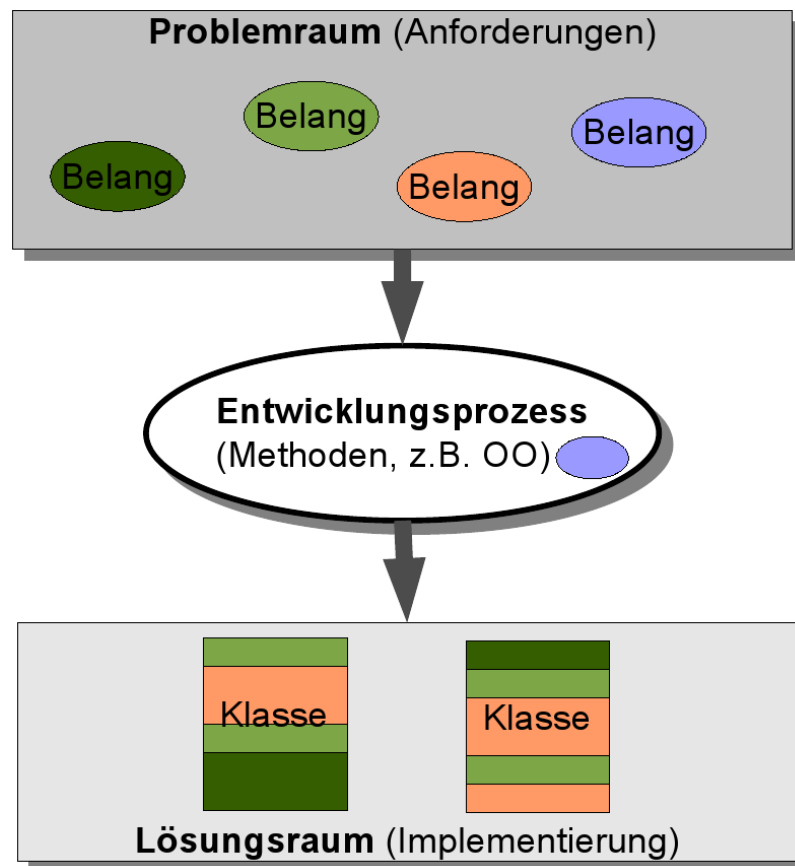 Problemraum (Anforderungen)
Belang
Belang
Belang
Belang
Entwicklungsprozess
(Methoden, z.B. OO)
Klasse
Klasse
Lösungsraum (Implementierung)